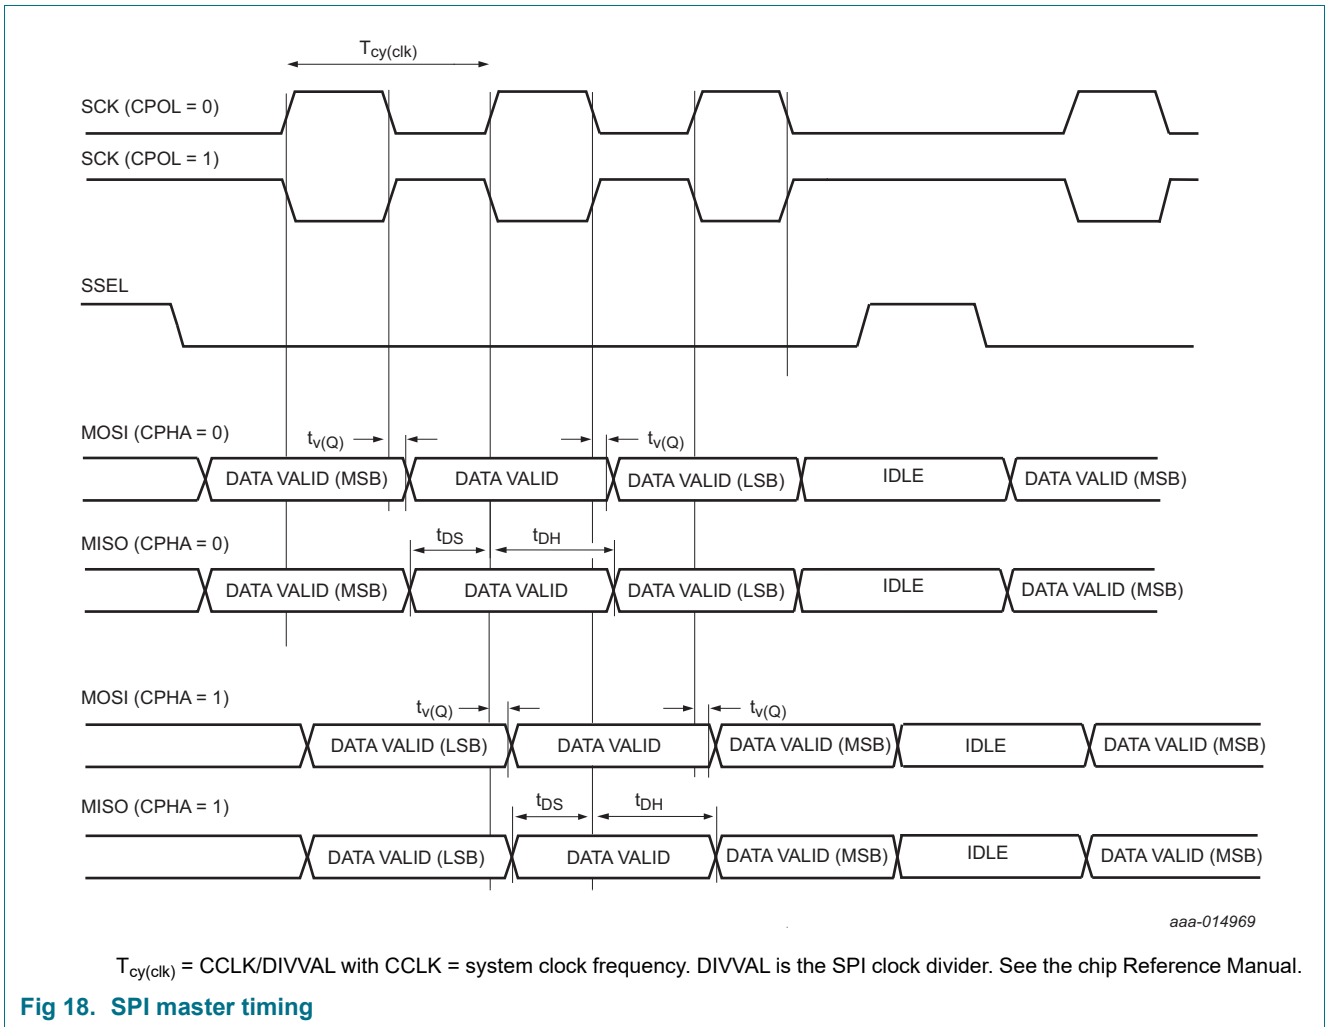 Tcy(clk)
SCK (CPOL = 0)
SCK (CPOL = 1)
SSEL
MOSI (CPHA = 0)
tv(Q)
tv(Q)
DATA VALID (MSB)
DATA VALID
DATA VALID (LSB)
IDLE
DATA VALID (MSB)
MISO (CPHA = 0)
tDS
tDH
DATA VALID (MSB)
DATA VALID
DATA VALID (LSB)
IDLE
DATA VALID (MSB)
MOSI (CPHA = 1)
tv(Q)
tv(Q)
DATA VALID (LSB)
DATA VALID
DATA VALID (MSB)
IDLE
DATA VALID (MSB)
MISO (CPHA = 1)
tDS
tDH
DATA VALID (LSB)
DATA VALID
DATA VALID (MSB)
IDLE
DATA VALID (MSB)
aaa-014969
Tcy(clk) = CCLK/DIVVAL with CCLK = system clock frequency. DIVVAL is the SPI clock divider. See the chip Reference Manual.
Fig 18. SPI master timing